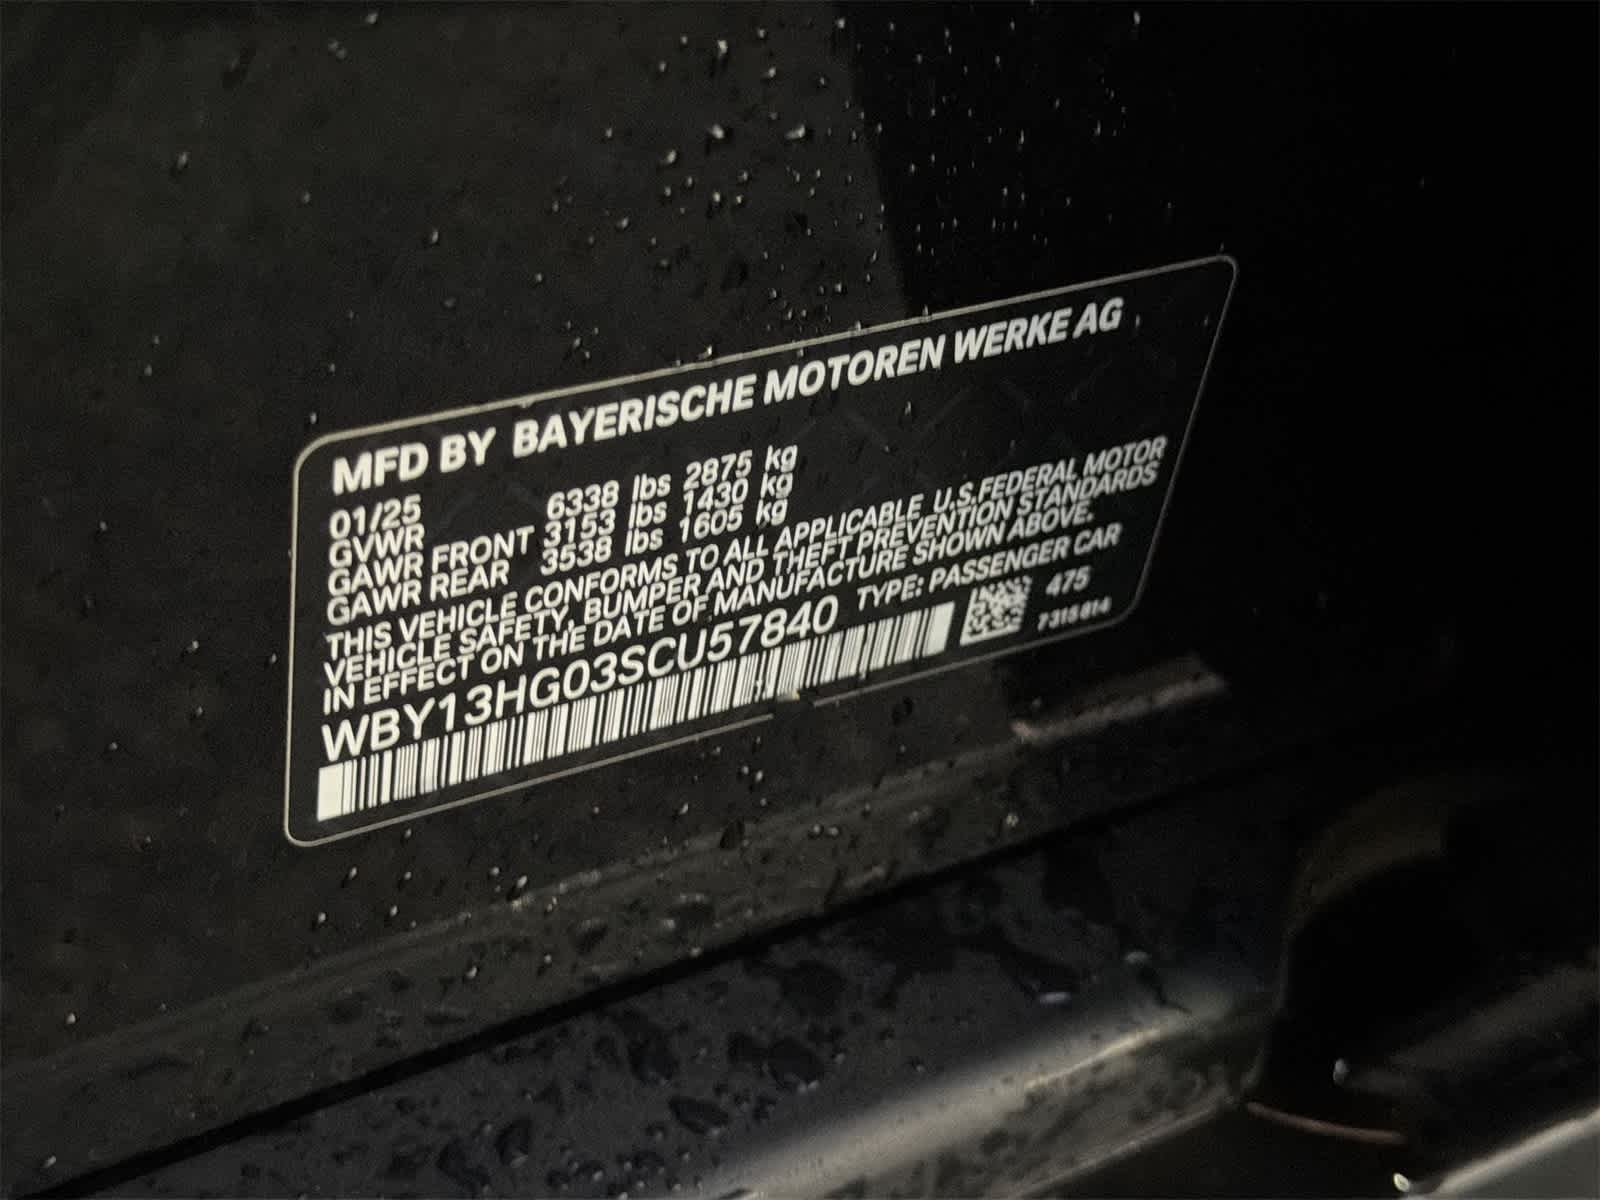 MFD BY BAYERISCHE MOTOREN WERKE AG
01/25
GVWR 6338 lbs 2875 kg
GAWR FRONT 3153 lbs 1430 kg
GAWR REAR 3538 lbs 1605 kg
THIS VEHICLE CONFORMS TO ALL APPLICABLE U.S.FEDERAL MOTOR
VEHICLE SAFETY, BUMPER AND THEFT PREVENTION STANDARDS
IN EFFECT ON THE DATE OF MANUFACTURE SHOWN ABOVE.
WBY13HG03SCU57840 TYPE: PASSENGER CAR
475